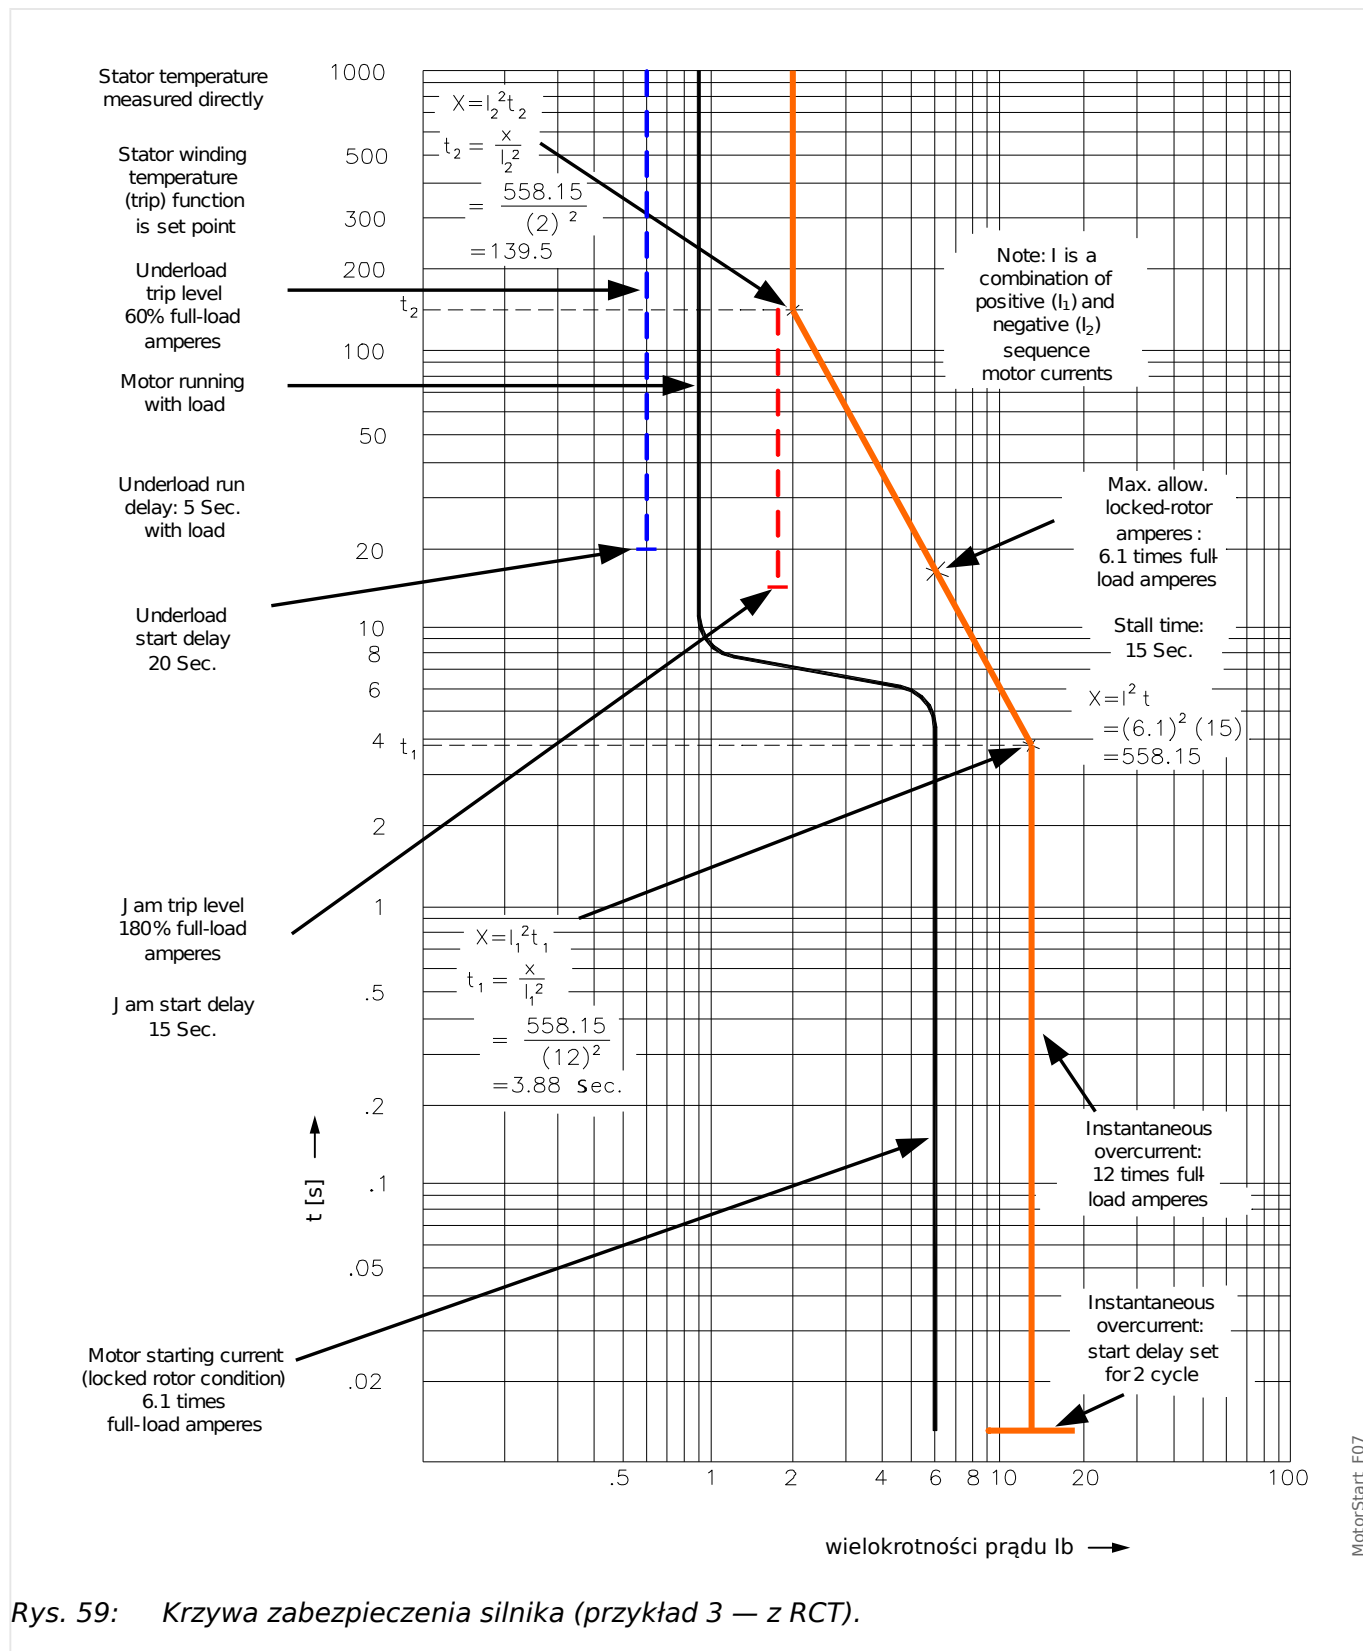 Stator temperature
measured directly
Stator winding
temperature
(trip) function
is set point
Underload
trip level
60% full-load
amperes
Motor running
with load
Underload run
delay: 5 Sec.
with load
Underload
start delay
20 Sec.
Jam trip level
180% full-load
amperes
Jam start delay
15 Sec.
Motor starting current
(locked rotor condition)
6.1 times
full-load amperes
1000
500
300
200
t₂
100
50
20
10
8
6
4
t₁
2
1
.5
.2
.1
.05
.02
t [s]
X=I₂²t₂
t₂ = x/I₂²
= 558.15/(2)²
=139.5
Note: I is a
combination of
positive (I₁) and
negative (I₂)
sequence
motor currents
Max. allow.
locked-rotor
amperes :
6.1 times full-
load amperes
Stall time:
15 Sec.
X=I² t
=(6.1)² (15)
=558.15
X=I₁²t₁
t₁ = x/I₁²
= 558.15/(12)²
=3.88 Sec.
Instantaneous
overcurrent:
12 times full-
load amperes
Instantaneous
overcurrent:
start delay set
for 2 cycle
.5 1 2 4 6 8 10 20 100
wielokrotności prądu Ib
MotorStart_E07
Rys. 59: Krzywa zabezpieczenia silnika (przykład 3 — z RCT).